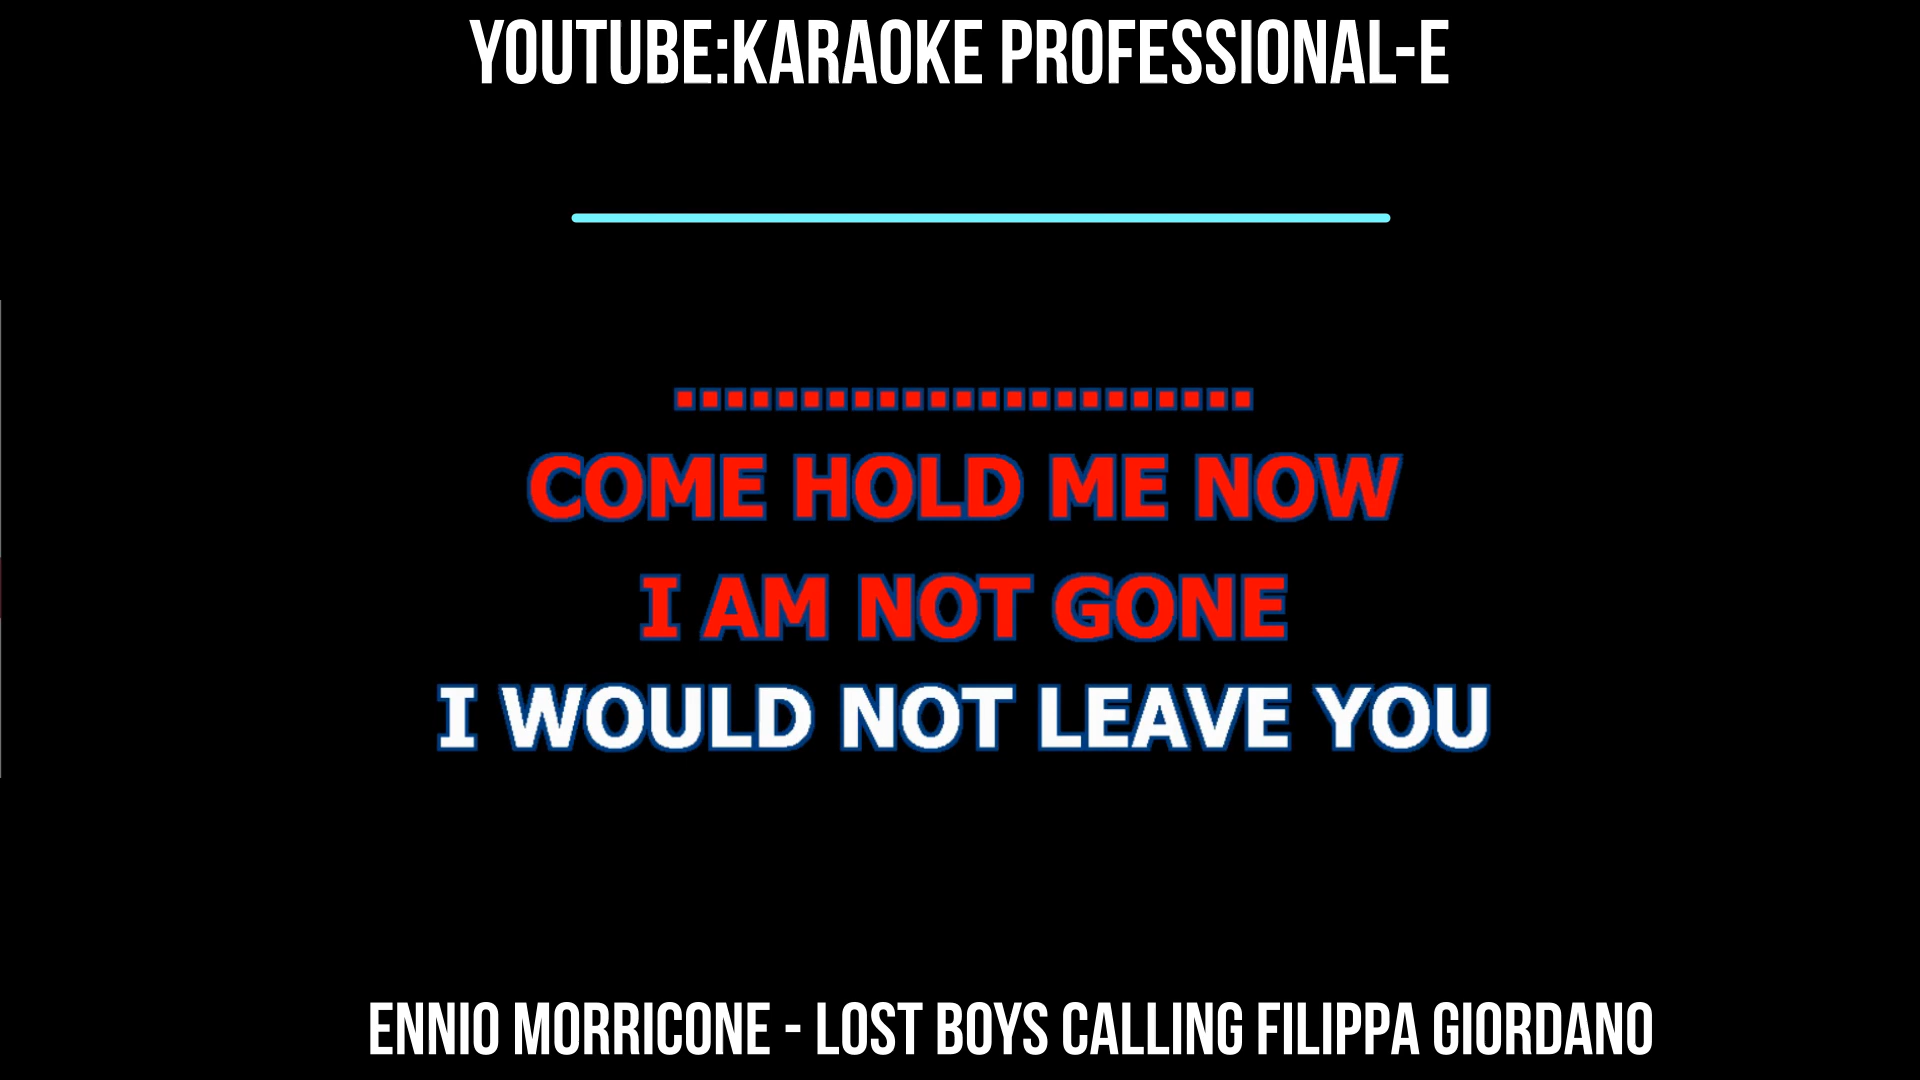 YOUTUBE:KARAOKE PROFESSIONAL-E
.......................
COME HOLD ME NOW
I AM NOT GONE
I WOULD NOT LEAVE YOU
ENNIO MORRICONE - LOST BOYS CALLING FILIPPA GIORDANO